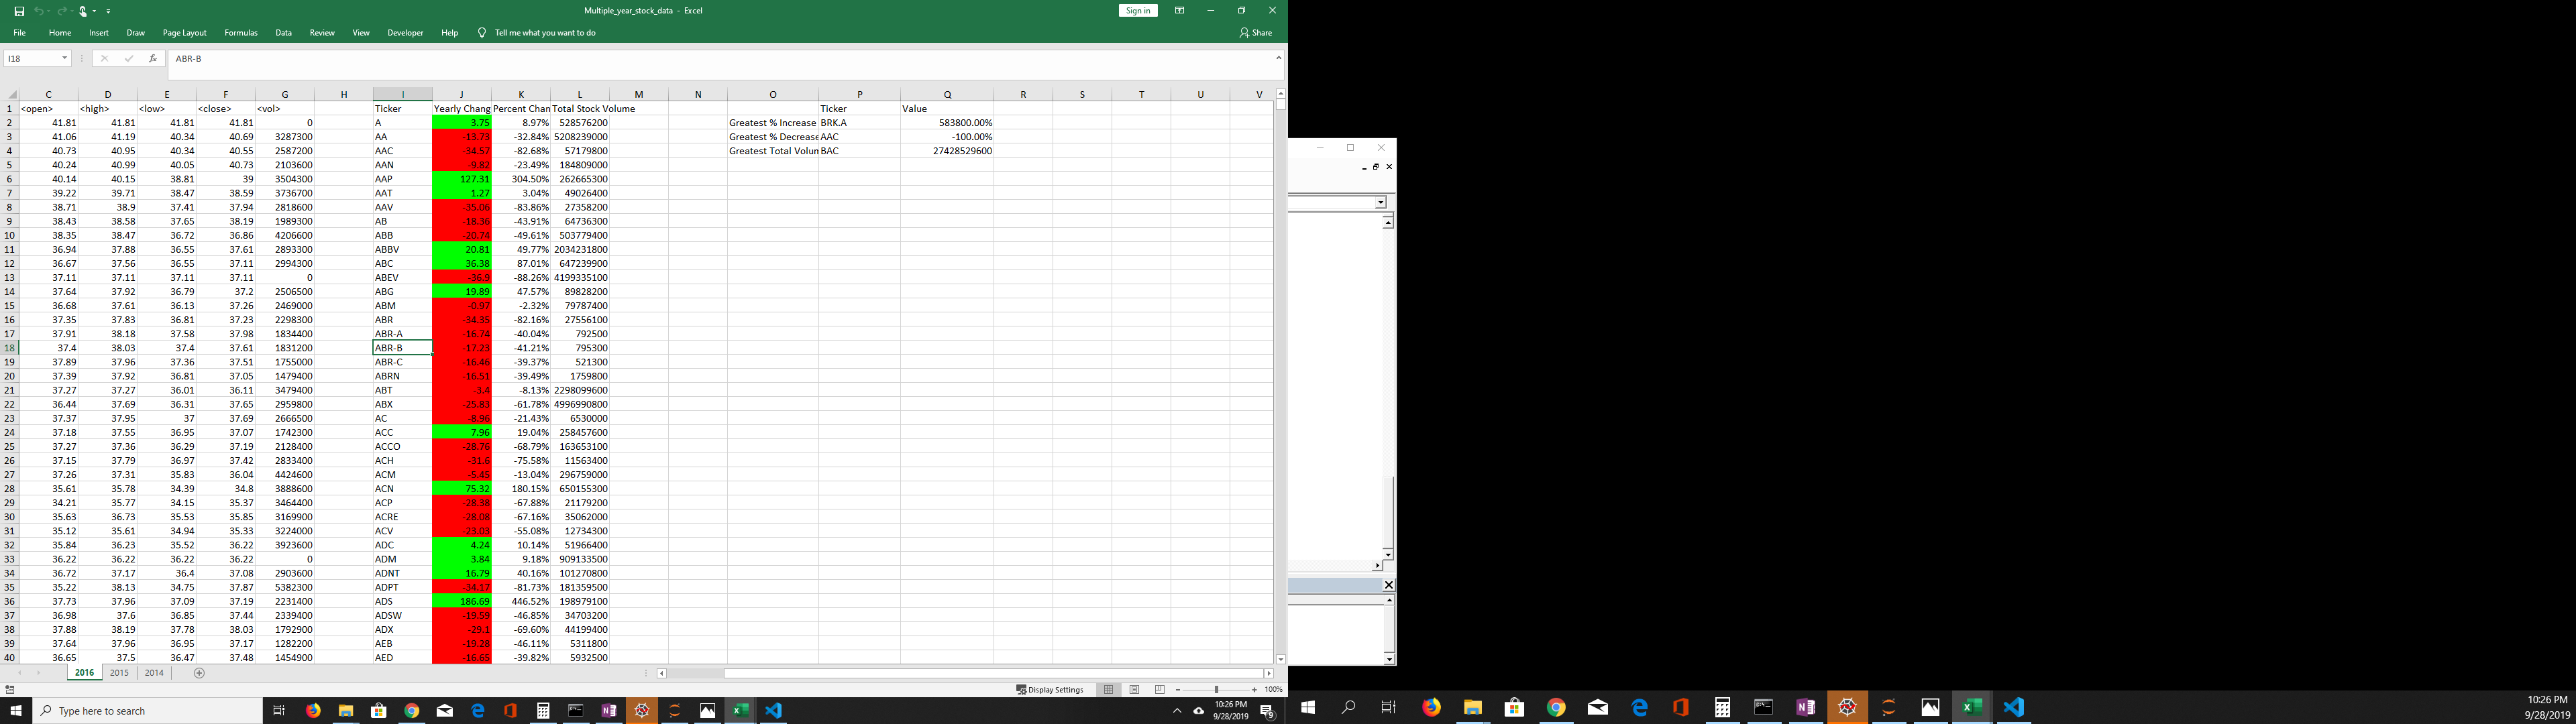 Multiple_year_stock_data - Excel
Sign in
File Home Insert Draw Page Layout Formulas Data Review View Developer Help Tell me what you want to do Share
I18 fx ABR-B
C D E F G H I J K L M N O P Q R S T U V
1 <open> <high> <low> <close> <vol> Ticker Yearly Chang Percent Chan Total Stock Volume Ticker Value
2 41.81 41.81 41.81 41.81 0 A 3.75 8.97% 528576200 Greatest % Increase BRK.A 583800.00%
3 41.06 41.19 40.34 40.69 3287300 AA -13.73 -32.84% 5208239000 Greatest % Decrease AAC -100.00%
4 40.73 40.95 40.34 40.55 2587200 AAC -34.57 -82.68% 57179800 Greatest Total Volun BAC 27428529600
5 40.24 40.99 40.05 40.73 2103600 AAN -9.82 -23.49% 184809000
6 40.14 40.15 38.81 39 3504300 AAP 127.31 304.50% 262665300
7 39.22 39.71 38.47 38.59 3736700 AAT 1.27 3.04% 49026400
8 38.71 38.9 37.41 37.94 2818600 AAV -35.06 -83.86% 27358200
9 38.43 38.58 37.65 38.19 1989300 AB -18.36 -43.91% 64736300
10 38.35 38.47 36.72 36.86 4206600 ABB -20.74 -49.61% 503779400
11 36.94 37.88 36.55 37.61 2893300 ABBV 20.81 49.77% 2034231800
12 36.67 37.56 36.55 37.11 2994300 ABC 36.38 87.01% 647239900
13 37.11 37.11 37.11 37.11 0 ABEV -36.9 -88.26% 4199335100
14 37.64 37.92 36.79 37.2 2506500 ABG 19.89 47.57% 89828200
15 36.68 37.61 36.13 37.26 2469000 ABM -0.97 -2.32% 79787400
16 37.35 37.83 36.81 37.23 2298300 ABR -34.35 -82.16% 27556100
17 37.91 38.18 37.58 37.98 1834400 ABR-A -16.74 -40.04% 792500
18 37.4 38.03 37.4 37.61 1831200 ABR-B -17.23 -41.21% 795300
19 37.89 37.96 37.36 37.51 1755000 ABR-C -16.46 -39.37% 521300
20 37.39 37.92 36.81 37.05 1479400 ABRN -16.51 -39.49% 1759800
21 37.27 37.27 36.01 36.11 3479400 ABT -3.4 -8.13% 2298099600
22 36.44 37.69 36.31 37.65 2959800 ABX -25.83 -61.78% 4996990800
23 37.37 37.95 37 37.69 2666500 AC -8.96 -21.43% 6530000
24 37.18 37.55 36.95 37.07 1742300 ACC 7.96 19.04% 258457600
25 37.27 37.36 36.29 37.19 2128400 ACCO -28.76 -68.79% 163653100
26 37.15 37.79 36.97 37.42 2833400 ACH -31.6 -75.58% 11563400
27 37.26 37.31 35.83 36.04 4424600 ACM -5.45 -13.04% 296759000
28 35.61 35.78 34.39 34.8 3888600 ACN 75.32 180.15% 650155300
29 34.21 35.77 34.15 35.37 3464400 ACP -28.38 -67.88% 21179200
30 35.63 36.73 35.53 35.85 3169900 ACRE -28.08 -67.16% 35062000
31 35.12 35.61 34.94 35.33 3224000 ACV -23.03 -55.08% 12734300
32 35.84 36.23 35.52 36.22 3923600 ADC 4.24 10.14% 51966400
33 36.22 36.22 36.22 36.22 0 ADM 3.84 9.18% 909133500
34 36.72 37.17 36.4 37.08 2903600 ADNT 16.79 40.16% 101270800
35 35.22 38.13 34.75 37.87 5382300 ADPT -34.17 -81.73% 181359500
36 37.73 37.96 37.09 37.19 2231400 ADS 186.69 446.52% 198979100
37 36.98 37.6 36.85 37.44 2339400 ADSW -19.59 -46.85% 34703200
38 37.88 38.19 37.78 38.03 1792900 ADX -29.1 -69.60% 44199400
39 37.64 37.96 36.95 37.17 1282200 AEB -19.28 -46.11% 5311800
40 36.65 37.5 36.47 37.48 1454900 AED -16.65 -39.82% 5932500
2016 2015 2014
Display Settings 100%
Type here to search
10:26 PM
9/28/2019
10:26 PM
9/28/2019